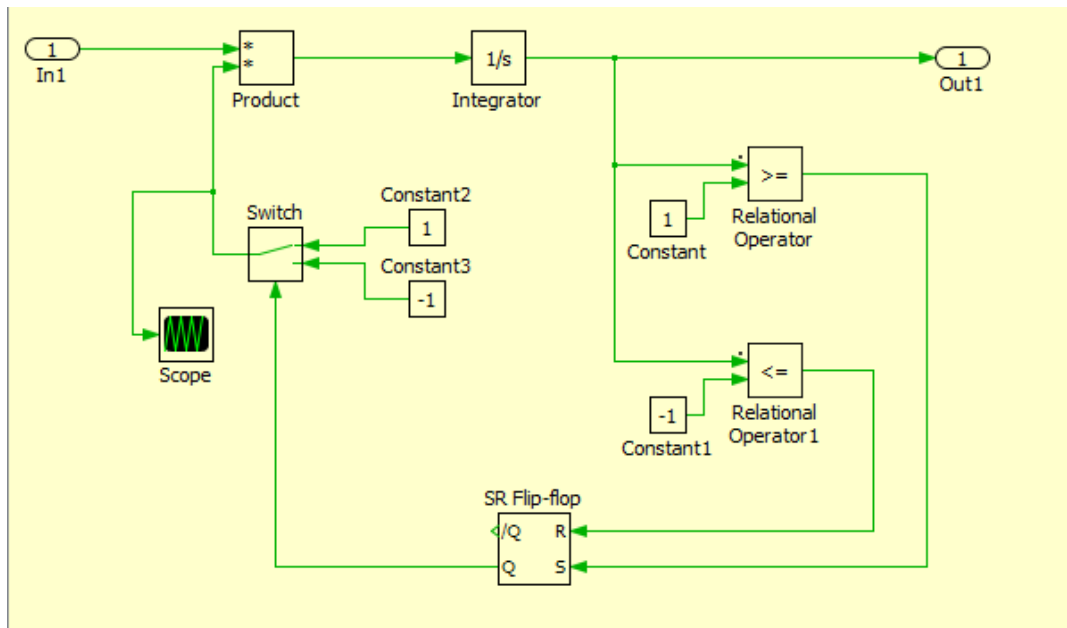 1
In1
*
*
Product
1/s
Integrator
1
Out1
>=
Relational
Operator
1
Constant
Switch
Constant2
1
Constant3
-1
Scope
<=
Relational
Operator1
-1
Constant1
SR Flip-flop
/Q R
Q S